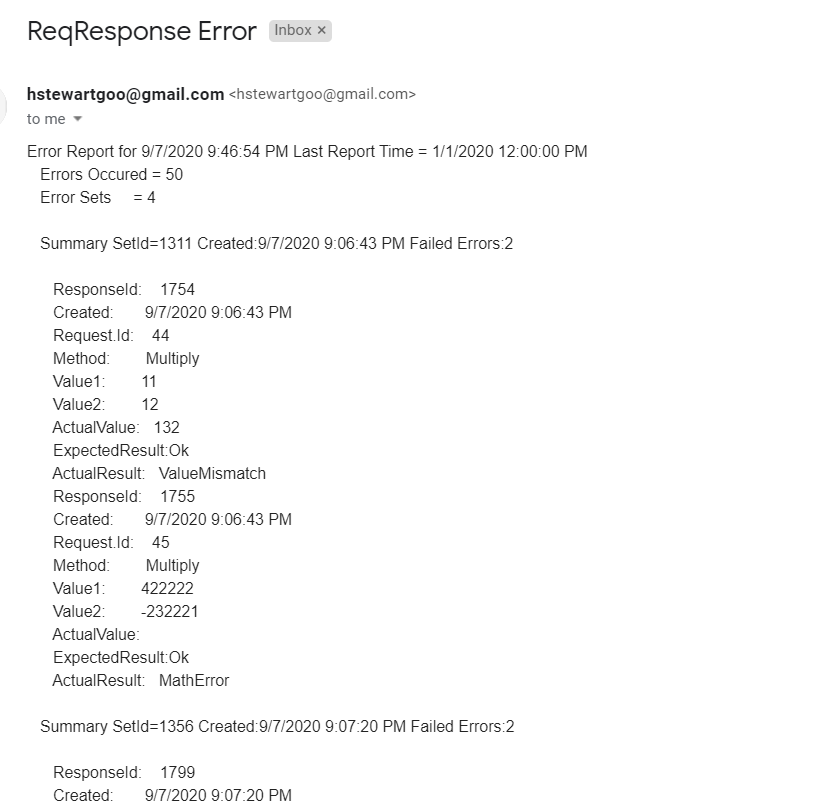 ReqResponse Error Inbox ×
hstewartgoo@gmail.com <hstewartgoo@gmail.com>
to me
Error Report for 9/7/2020 9:46:54 PM Last Report Time = 1/1/2020 12:00:00 PM
Errors Occured = 50
Error Sets = 4
Summary SetId=1311 Created:9/7/2020 9:06:43 PM Failed Errors:2
ResponseId: 1754
Created: 9/7/2020 9:06:43 PM
Request.Id: 44
Method: Multiply
Value1: 11
Value2: 12
ActualValue: 132
ExpectedResult:Ok
ActualResult: ValueMismatch
ResponseId: 1755
Created: 9/7/2020 9:06:43 PM
Request.Id: 45
Method: Multiply
Value1: 422222
Value2: -232221
ActualValue:
ExpectedResult:Ok
ActualResult: MathError
Summary SetId=1356 Created:9/7/2020 9:07:20 PM Failed Errors:2
ResponseId: 1799
Created: 9/7/2020 9:07:20 PM